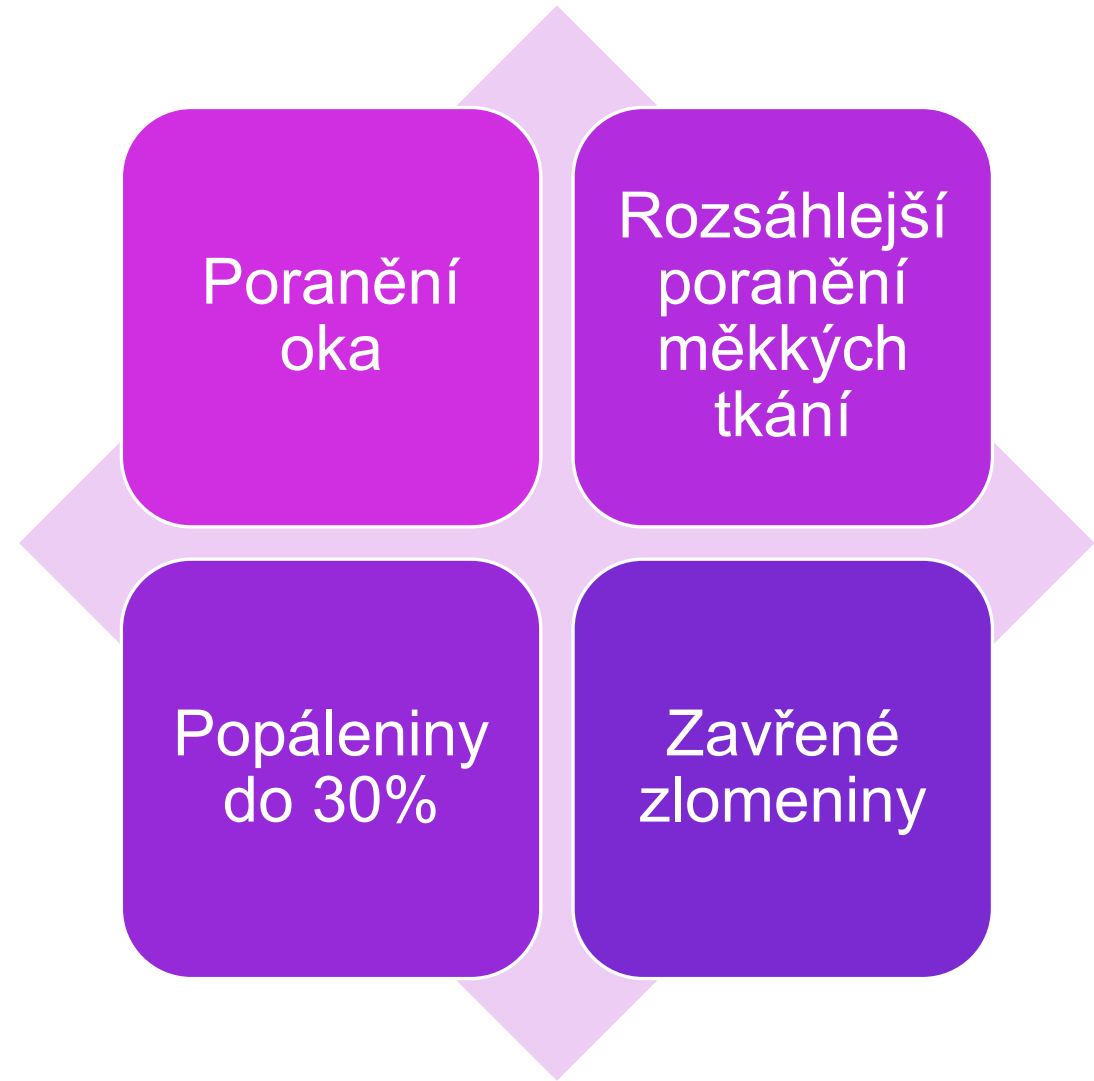 Poranění
oka
Rozsáhlejší
poranění
měkkých
tkání
Popáleniny
do 30%
Zavřené
zlomeniny